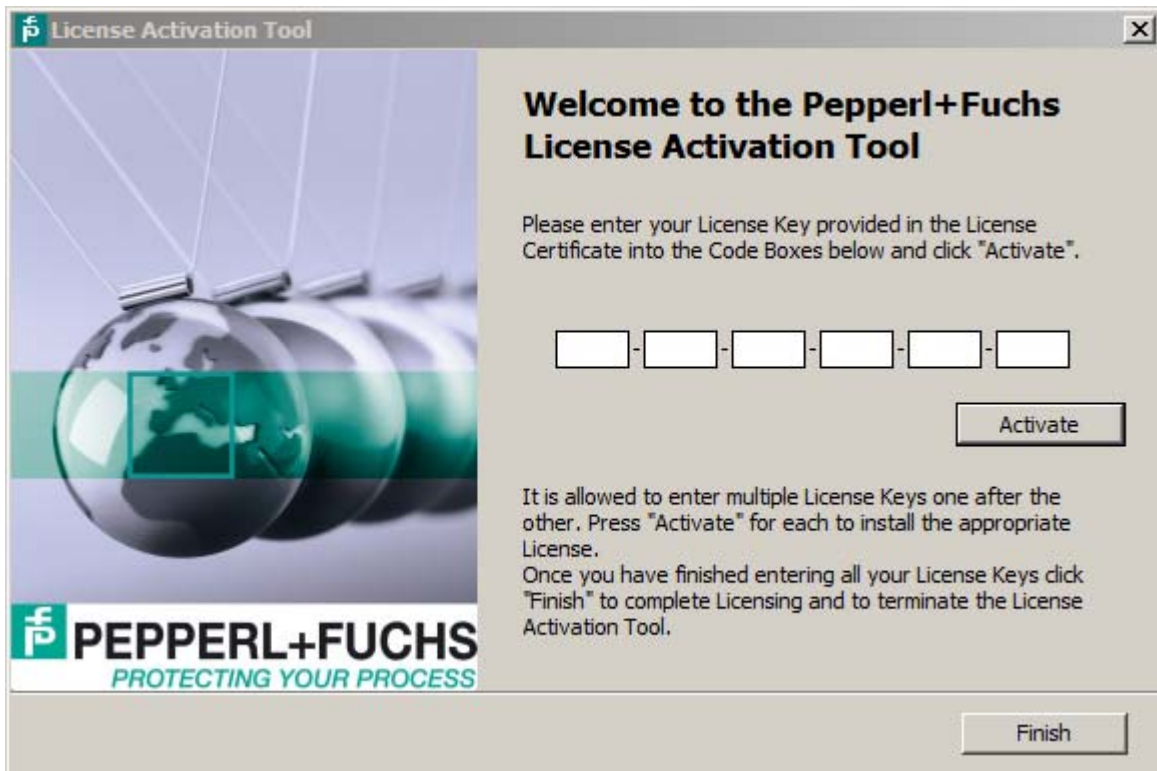 License Activation Tool
Welcome to the Pepperl+Fuchs
License Activation Tool
Please enter your License Key provided in the License
Certificate into the Code Boxes below and click "Activate".
- - - - -
Activate
It is allowed to enter multiple License Keys one after the
other. Press "Activate" for each to install the appropriate
License.
Once you have finished entering all your License Keys click
"Finish" to complete Licensing and to terminate the License
Activation Tool.
PEPPERL+FUCHS
PROTECTING YOUR PROCESS
Finish